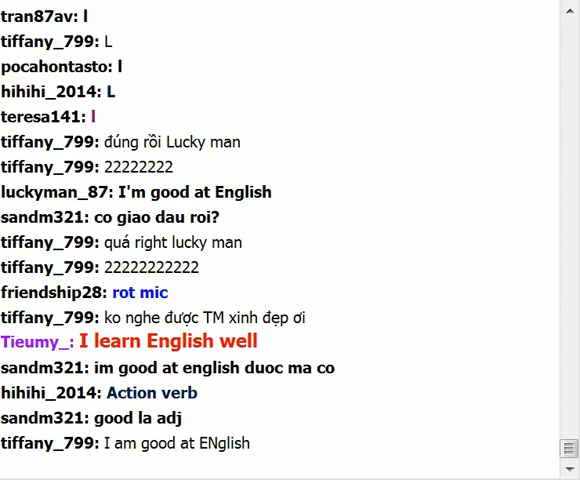 tran87av: l
tiffany_799: L
pocahontasto: l
hihihi_2014: L
teresa141: l
tiffany_799: đúng rồi Lucky man
tiffany_799: 22222222
luckyman_87: I'm good at English
sandm321: co giao dau roi?
tiffany_799: quá right lucky man
tiffany_799: 22222222222
friendship28: rot mic
tiffany_799: ko nghe được TM xinh đẹp ơi
Tieumy_: I learn English well
sandm321: im good at english duoc ma co
hihihi_2014: Action verb
sandm321: good la adj
tiffany_799: I am good at ENglish